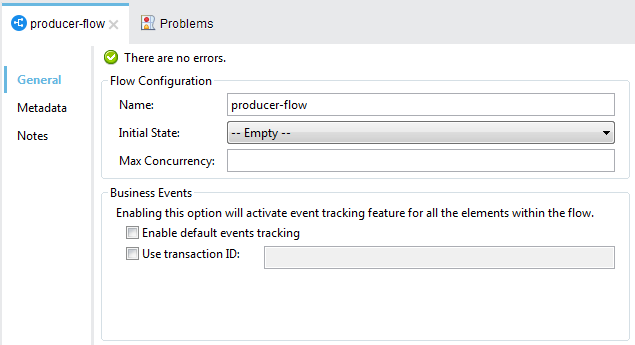 producer-flow
Problems
There are no errors.
General
Metadata
Notes
Flow Configuration
Name: producer-flow
Initial State: -- Empty --
Max Concurrency:
Business Events
Enabling this option will activate event tracking feature for all the elements within the flow.
Enable default events tracking
Use transaction ID: